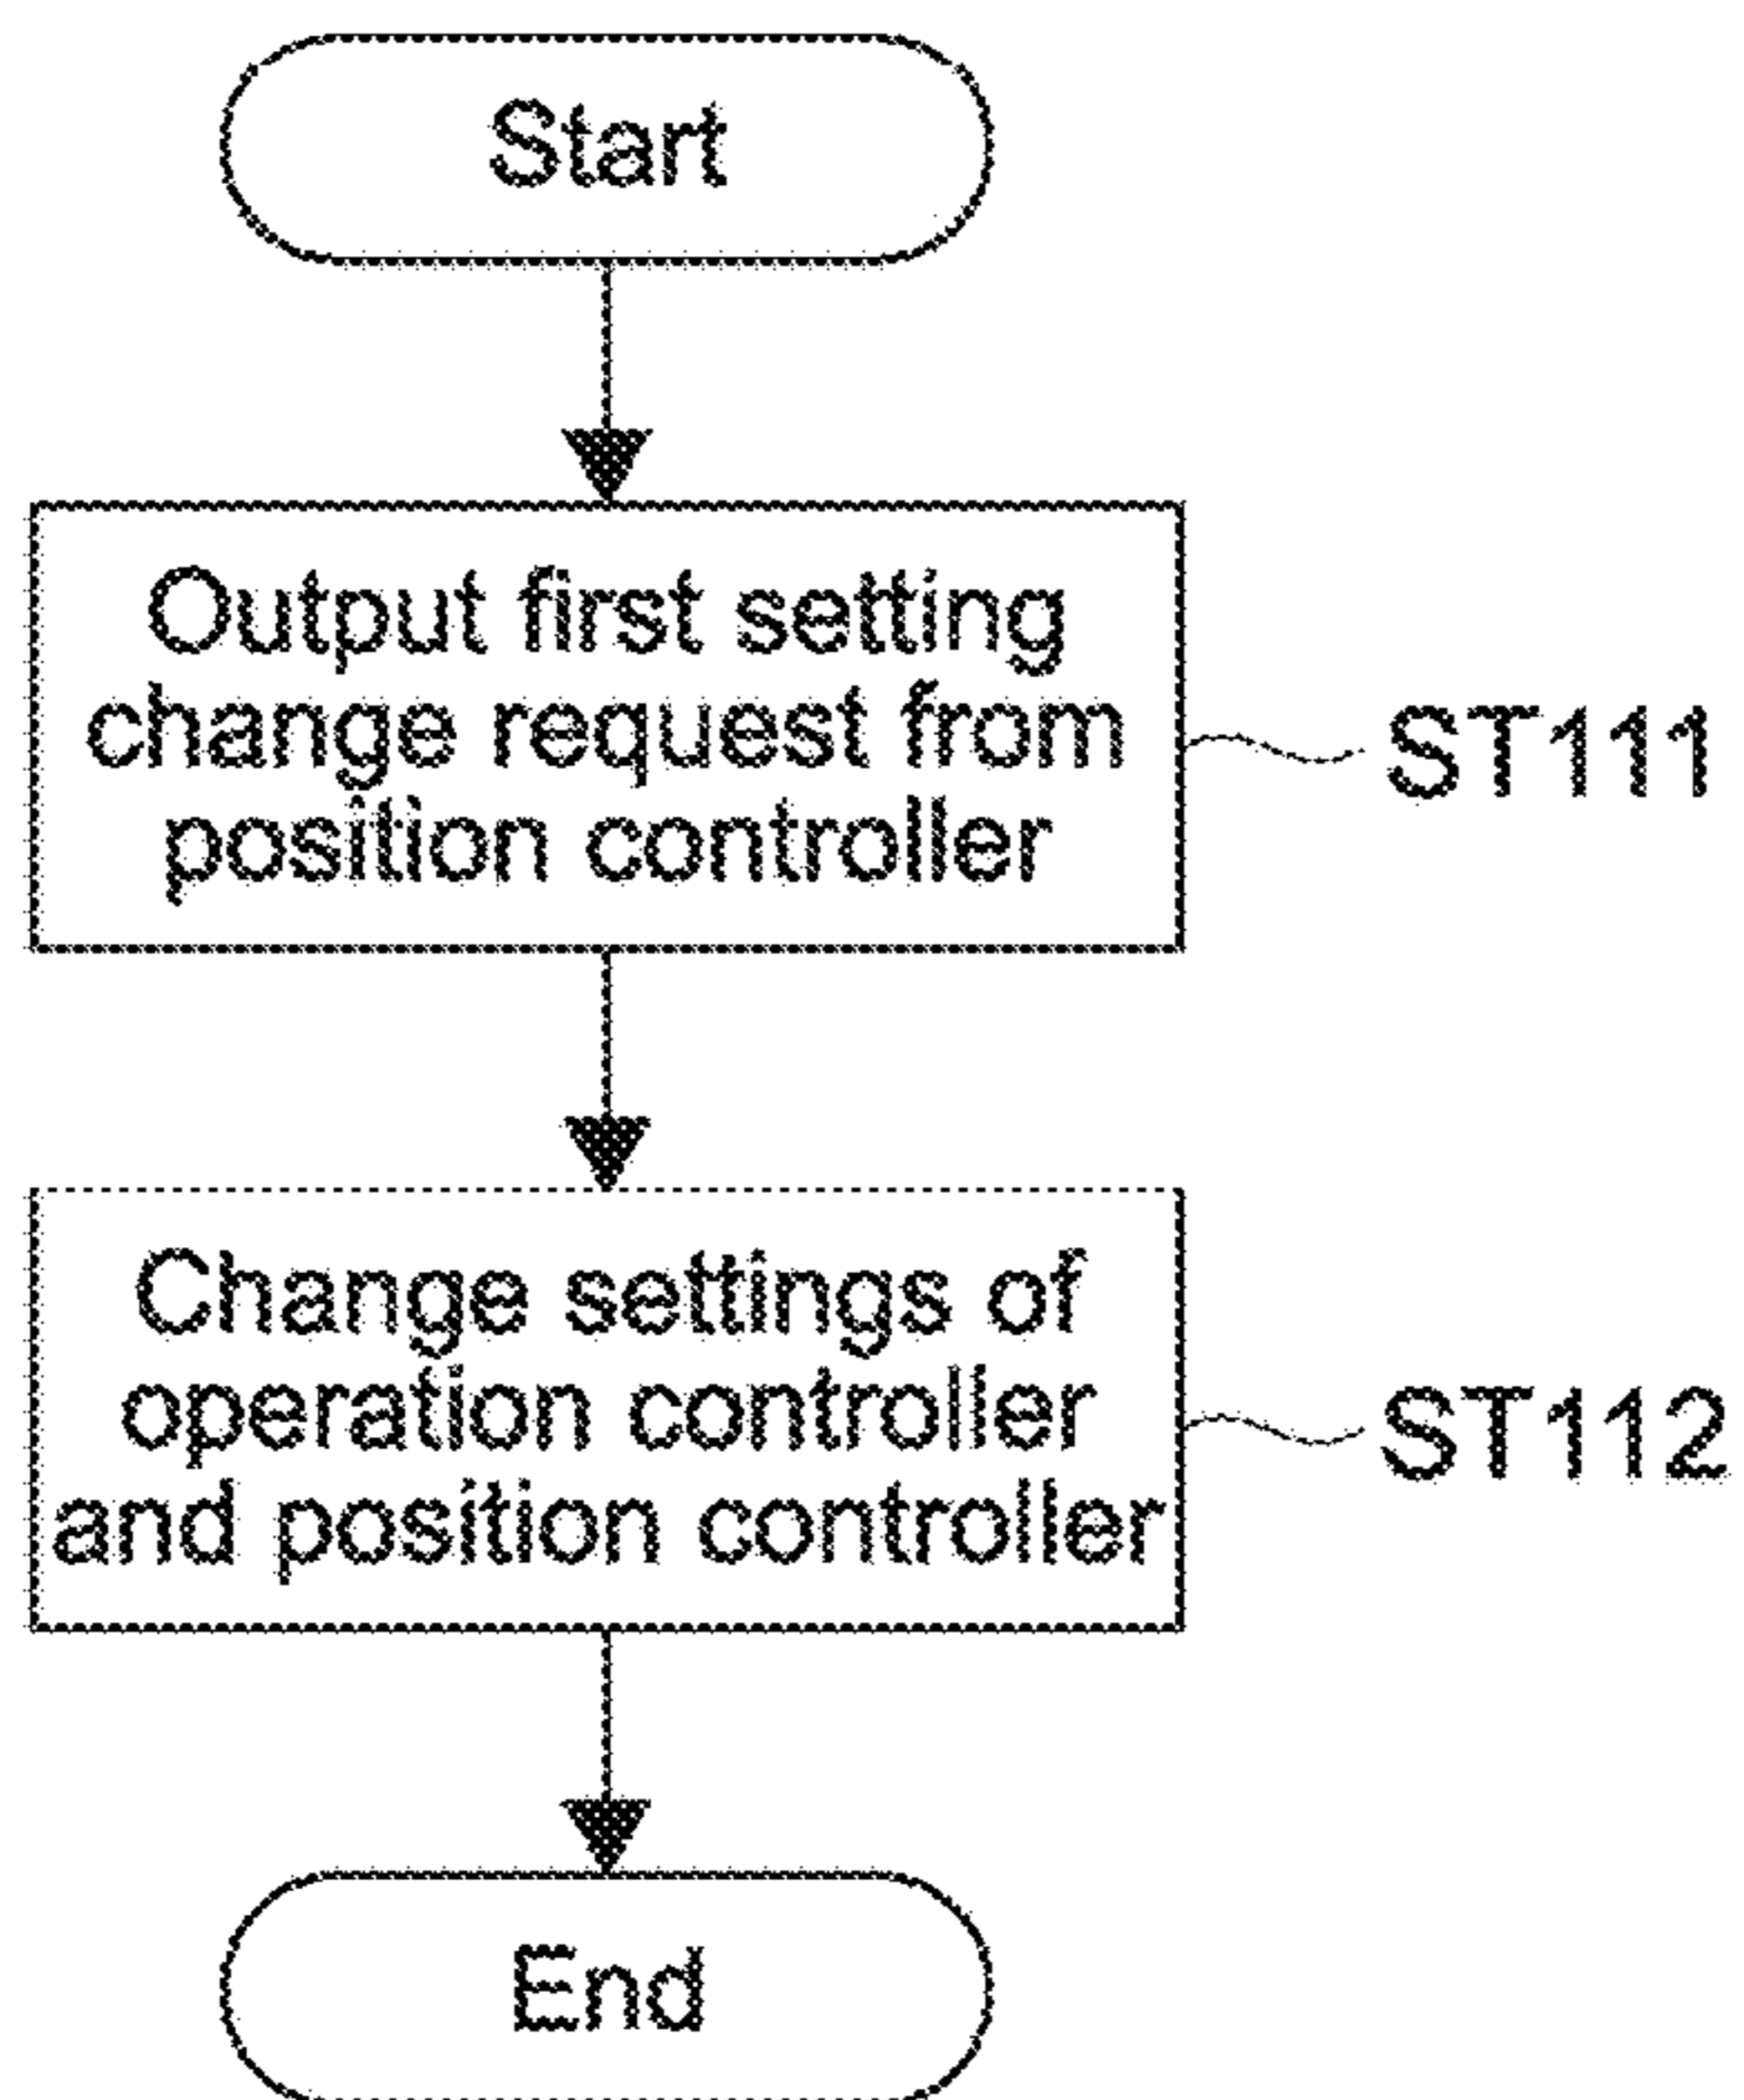 Start
Output first setting
change request from
position controller
ST111
Change settings of
operation controller
and position controller
ST112
End